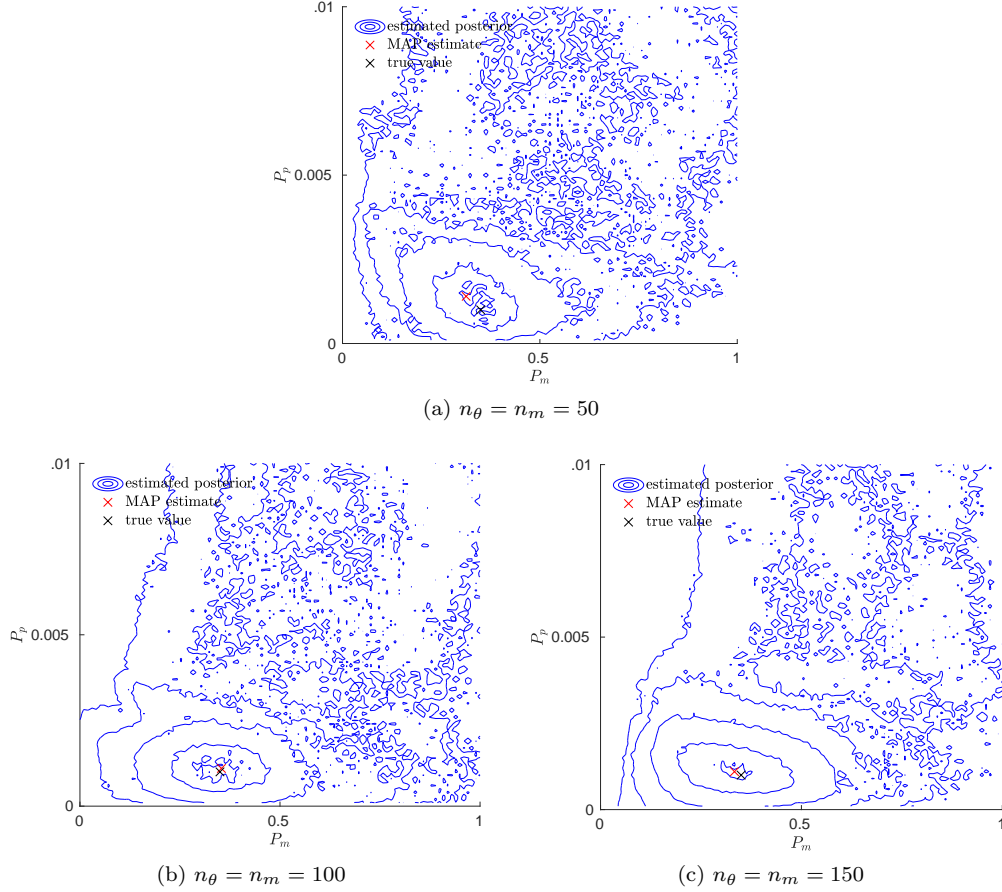 .01
estimated posterior
MAP estimate
true value
P_p
0.005
0
0
0.5
1
P_m
(a) n_θ = n_m = 50
.01
estimated posterior
MAP estimate
true value
P_p
0.005
0
0
0.5
1
P_m
(b) n_θ = n_m = 100
.01
estimated posterior
MAP estimate
true value
P_p
0.005
0
0
0.5
1
P_m
(c) n_θ = n_m = 150